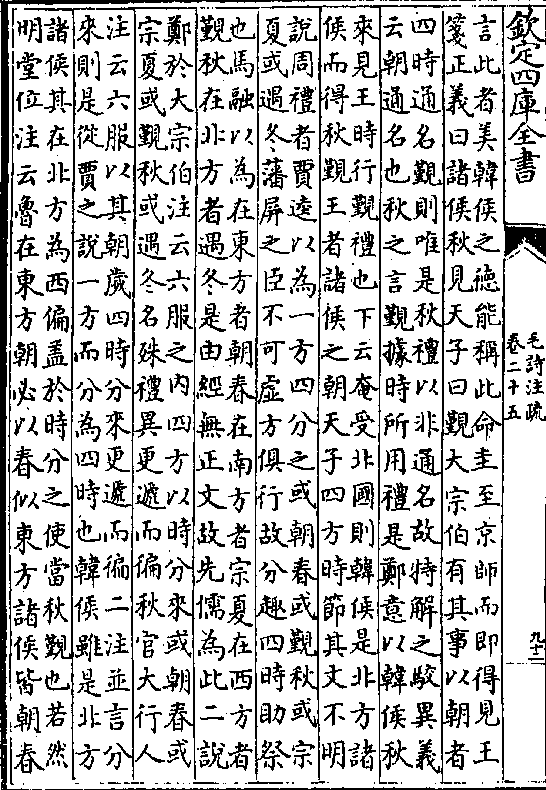 欽定四庫全書
毛詩注疏
卷二十五
九十二
言此者美韓侯之徳能稱此命圭至京師而即得見王
箋正義曰諸侯秋見天子曰覲大宗伯有其事以朝者
四時通名覲則唯是秋禮以非通名故特解之駮異義
云朝通名也秋之言覲據時所用禮是鄭意以韓侯秋
來見王時行覲禮也下云奄受北國則韓侯是北方諸
侯而得秋覲王者諸侯之朝天子四方時節其文不明
說周禮者賈逵以為一方四分之或朝春或覲秋或宗
夏或遇冬藩屏之臣不可虛方俱行故分趣四時助祭
也馬融以為在東方者朝春在南方者宗夏在西方者
覲秋在北方者遇冬是由經無正文故先儒為此二說
鄭於大宗伯注云六服之内四方以時分來或朝春或
宗夏或覲秋或遇冬名殊禮異更遞而徧秋官大行人
注云六服以其朝歲四時分來更遞而徧二注並言分
來則是從賈之說一方而分為四時也韓侯雖是北方
諸侯其在北方為西偏盖於時分之使當秋覲也若然
明堂位注云魯在東方朝必以春似東方諸侯皆朝春